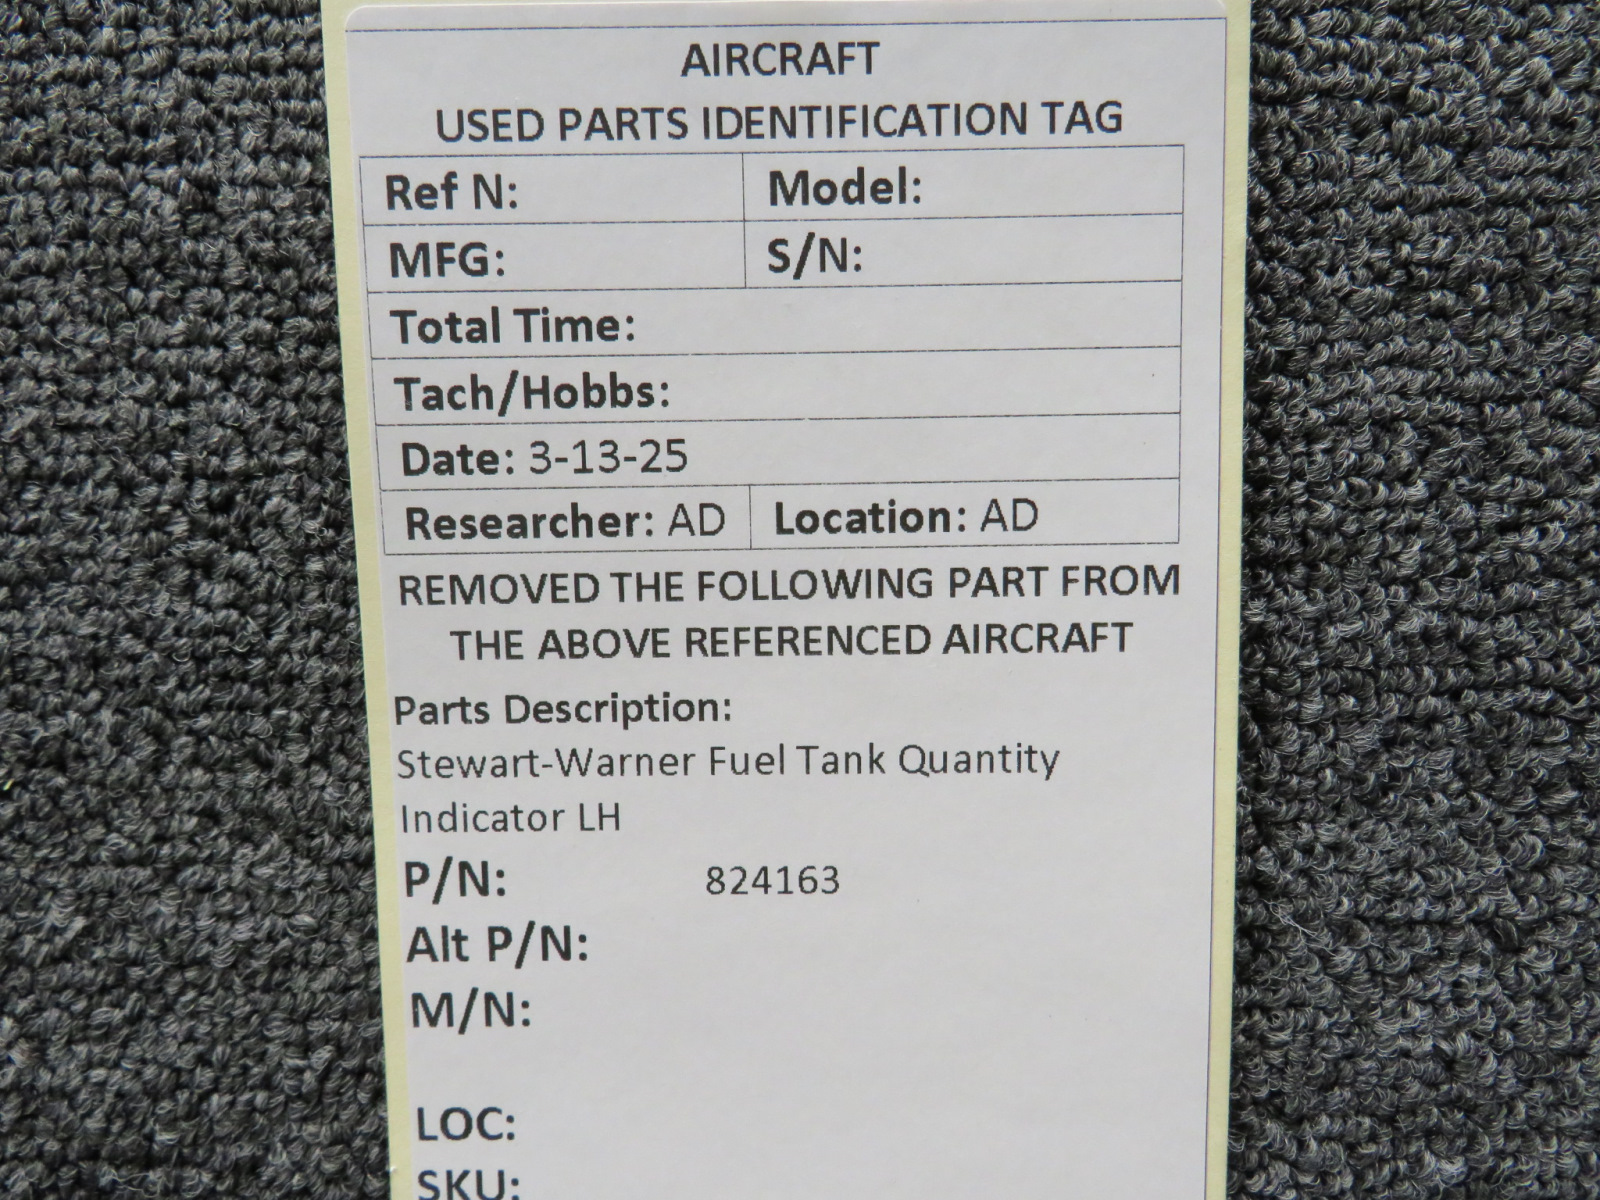 AIRCRAFT
USED PARTS IDENTIFICATION TAG
Ref N: Model:
MFG: S/N:
Total Time:
Tach/Hobbs:
Date: 3-13-25
Researcher: AD Location: AD
REMOVED THE FOLLOWING PART FROM
THE ABOVE REFERENCED AIRCRAFT
Parts Description:
Stewart-Warner Fuel Tank Quantity
Indicator LH
P/N: 824163
Alt P/N:
M/N:
LOC:
SKU: